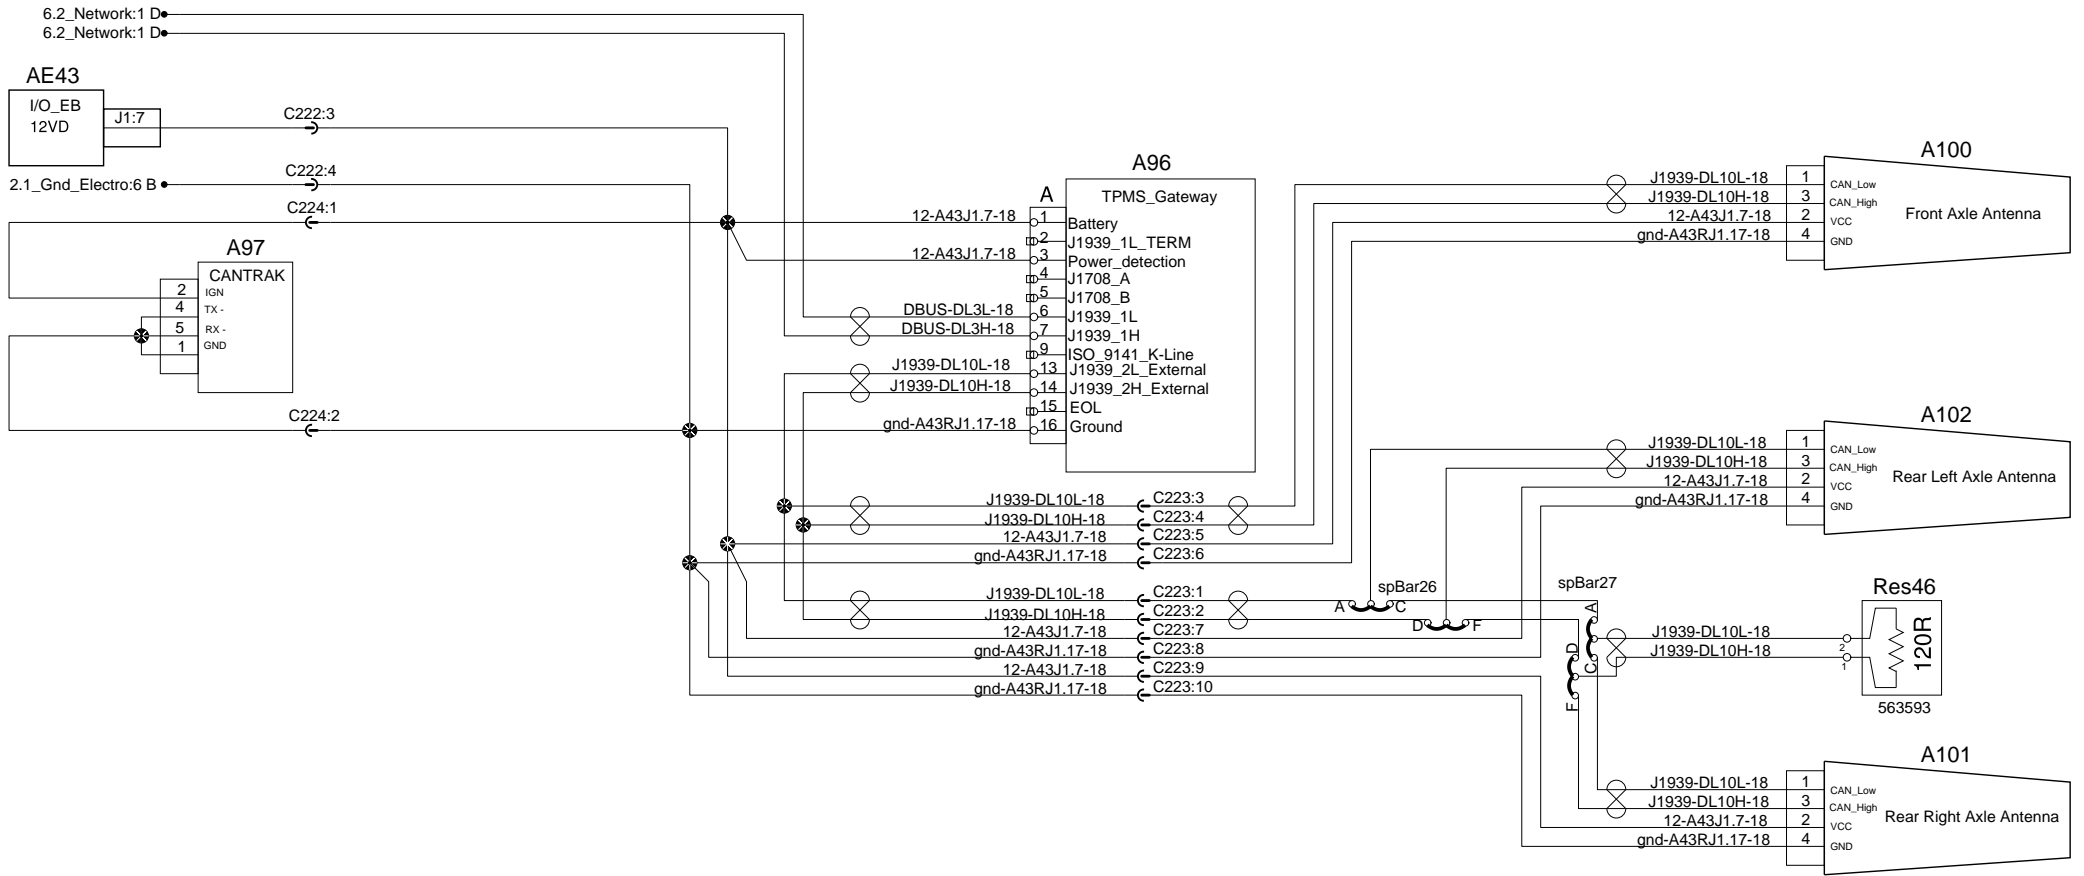 6.2_Network:1 D
6.2_Network:1 D
AE43
I/O_EB
12VD
J1:7
C222:3
2.1_Gnd_Electro:6 B
C222:4
C224:1
A97
CANTRAK
2 IGN
4 TX -
5 RX -
1 GND
C224:2
A96
A
TPMS_Gateway
12-A43J1.7-18 1 Battery
2 J1939_1L_TERM
12-A43J1.7-18 3 Power_detection
4 J1708_A
5 J1708_B
DBUS-DL3L-18 6 J1939_1L
DBUS-DL3H-18 7 J1939_1H
9 ISO_9141_K-Line
J1939-DL10L-18 13 J1939_2L_External
J1939-DL10H-18 14 J1939_2H_External
15 EOL
gnd-A43RJ1.17-18 16 Ground
J1939-DL10L-18 C223:3
J1939-DL10H-18 C223:4
12-A43J1.7-18 C223:5
gnd-A43RJ1.17-18 C223:6
J1939-DL10L-18 C223:1
J1939-DL10H-18 C223:2
12-A43J1.7-18 C223:7
gnd-A43RJ1.17-18 C223:8
12-A43J1.7-18 C223:9
gnd-A43RJ1.17-18 C223:10
spBar26
A C
D F
spBar27
A
C
D
F
A100
J1939-DL10L-18 1 CAN_Low
J1939-DL10H-18 3 CAN_High
12-A43J1.7-18 2 VCC
gnd-A43RJ1.17-18 4 GND
Front Axle Antenna
A102
J1939-DL10L-18 1 CAN_Low
J1939-DL10H-18 3 CAN_High
12-A43J1.7-18 2 VCC
gnd-A43RJ1.17-18 4 GND
Rear Left Axle Antenna
Res46
J1939-DL10L-18 2
J1939-DL10H-18 1
120R
563593
A101
J1939-DL10L-18 1 CAN_Low
J1939-DL10H-18 3 CAN_High
12-A43J1.7-18 2 VCC
gnd-A43RJ1.17-18 4 GND
Rear Right Axle Antenna